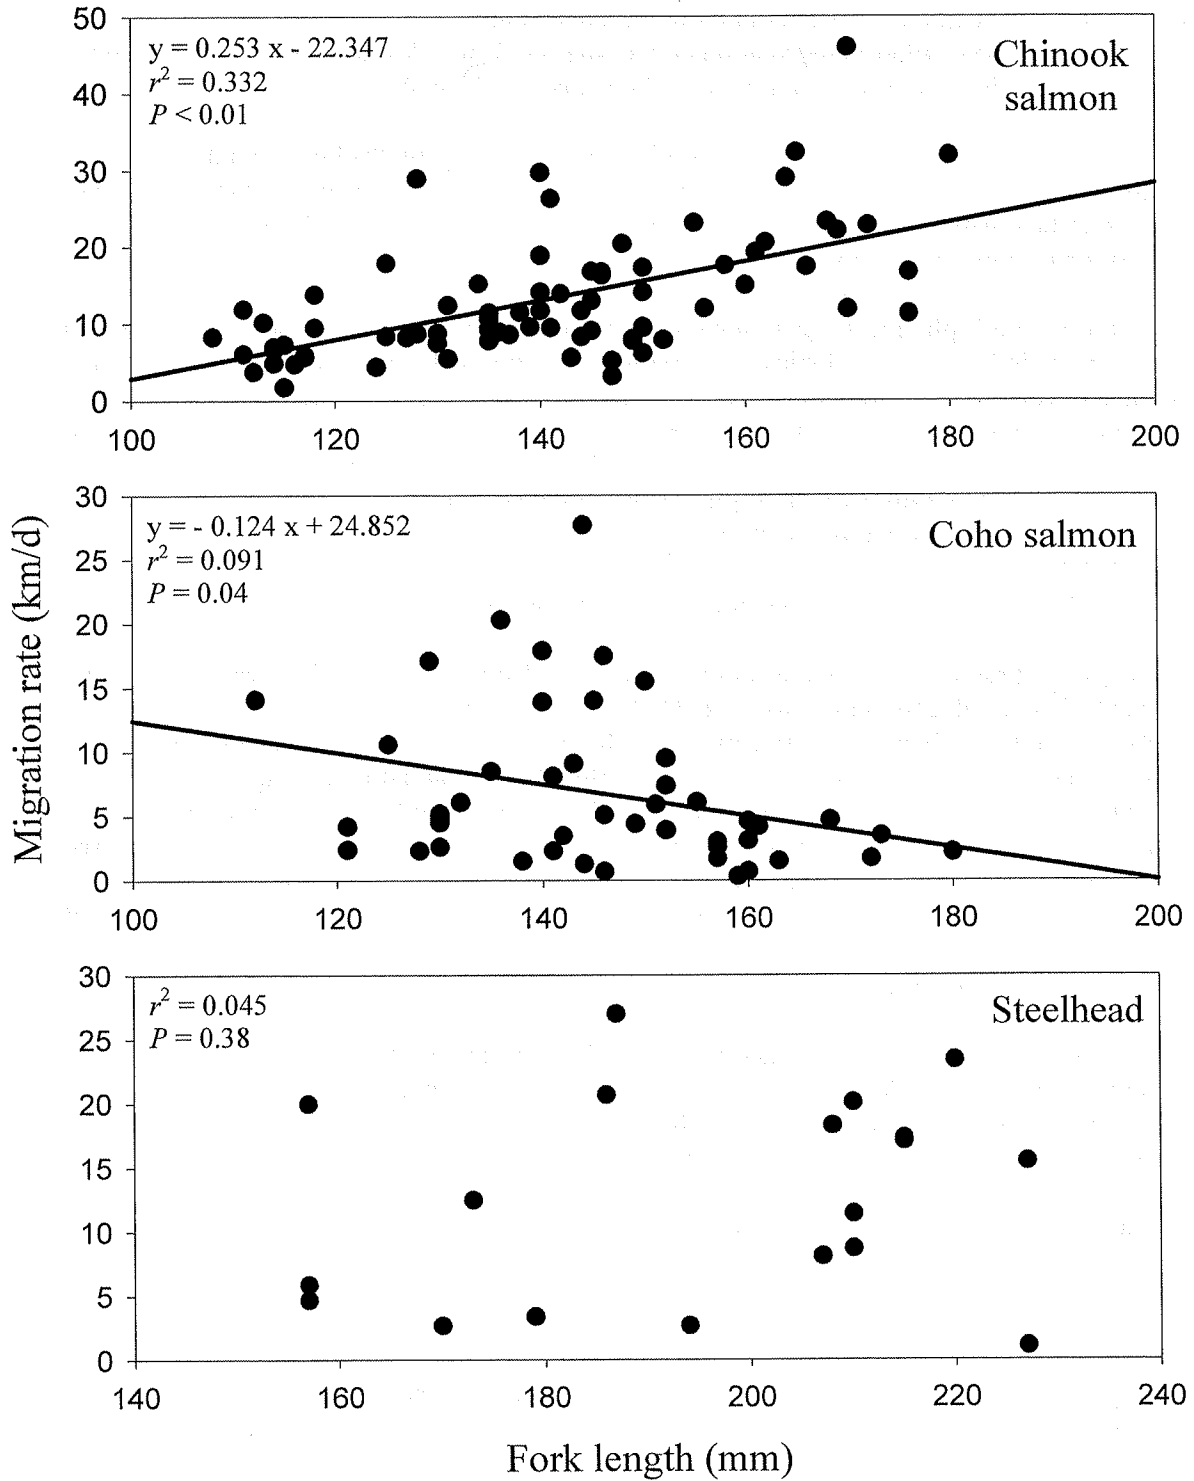 50
40
30
20
10
0
y = 0.253 x - 22.347
r² = 0.332
P < 0.01
Chinook
salmon
100 120 140 160 180 200
30
25
20
15
10
5
0
y = - 0.124 x + 24.852
r² = 0.091
P = 0.04
Coho salmon
Migration rate (km/d)
100 120 140 160 180 200
30
25
20
15
10
5
0
r² = 0.045
P = 0.38
Steelhead
140 160 180 200 220 240
Fork length (mm)